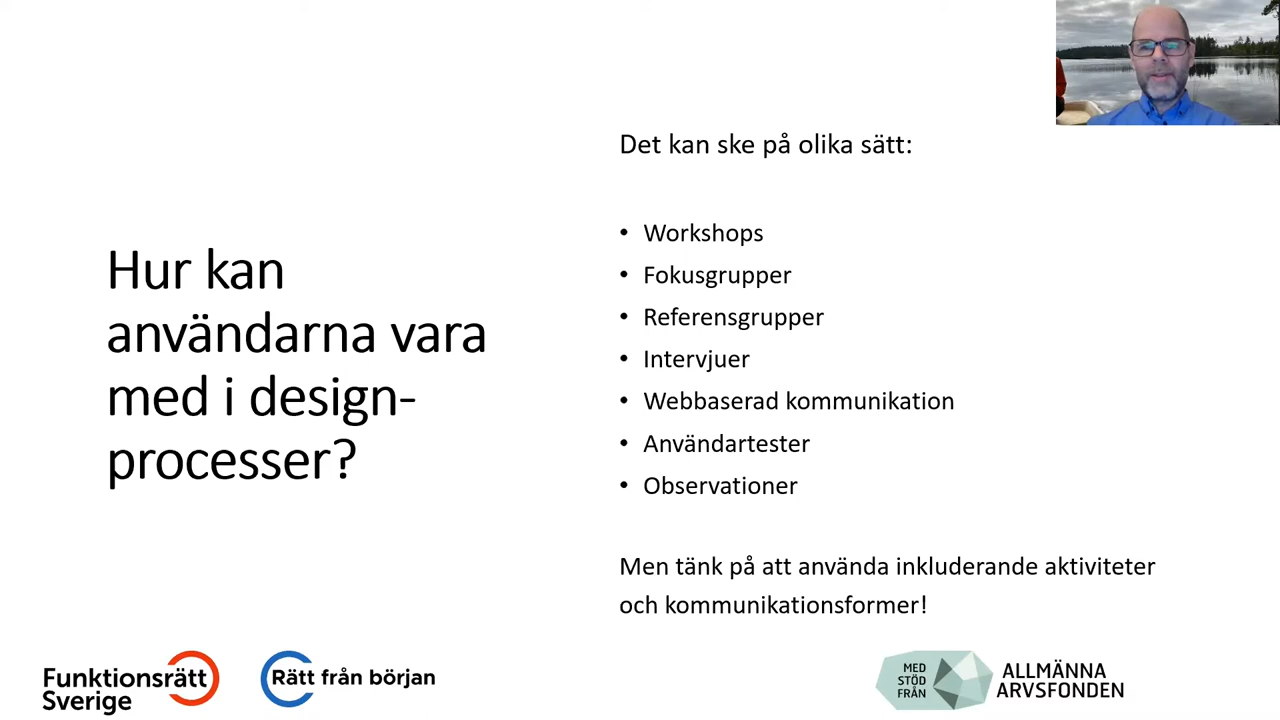 Hur kan
användarna vara
med i design-
processer?
Det kan ske på olika sätt:
• Workshops
• Fokusgrupper
• Referensgrupper
• Intervjuer
• Webbaserad kommunikation
• Användartester
• Observationer
Men tänk på att använda inkluderande aktiviteter
och kommunikationsformer!
Funktionsrätt
Sverige
Rätt från början
MED
STÖD
FRÅN
ALLMÄNNA
ARVSFONDEN